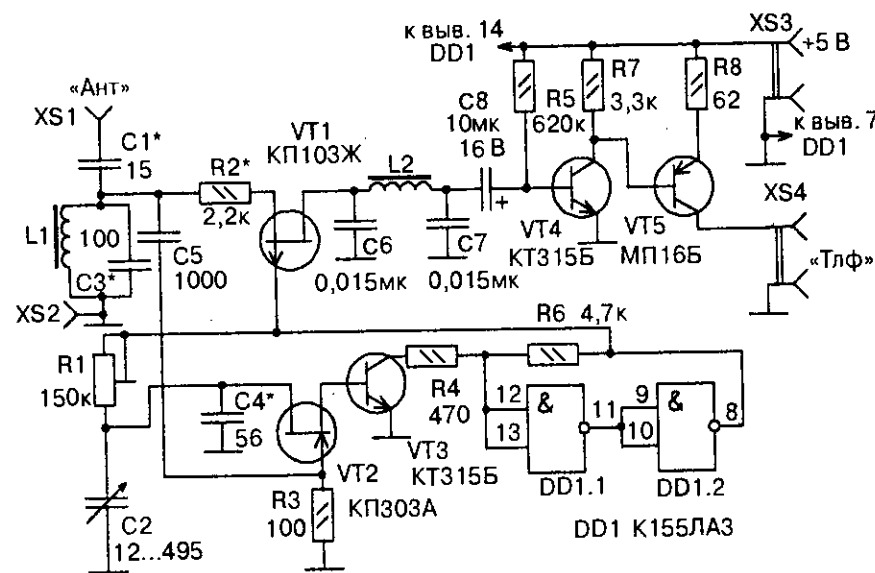 к выв. 14
DD1
XS3
+5 В
«Ант»
XS1
C8
10мк
16 В
R5
620к
R7
3,3к
R8
62
к выв. 7
DD1
C1*
15
R2*
2,2к
VT1
КП103Ж
L2
XS4
L1
100
C3*
C5
1000
C6
0,015мк
C7
0,015мк
+
VT4
КТ315Б
VT5
МП16Б
«Тлф»
XS2
R1
150к
C4*
56
R6 4,7к
R4
470
12
13
&
11
9
10
&
8
VT3
КТ315Б
VT2
КП303А
DD1.1
DD1.2
C2
12...495
R3
100
DD1 К155ЛА3